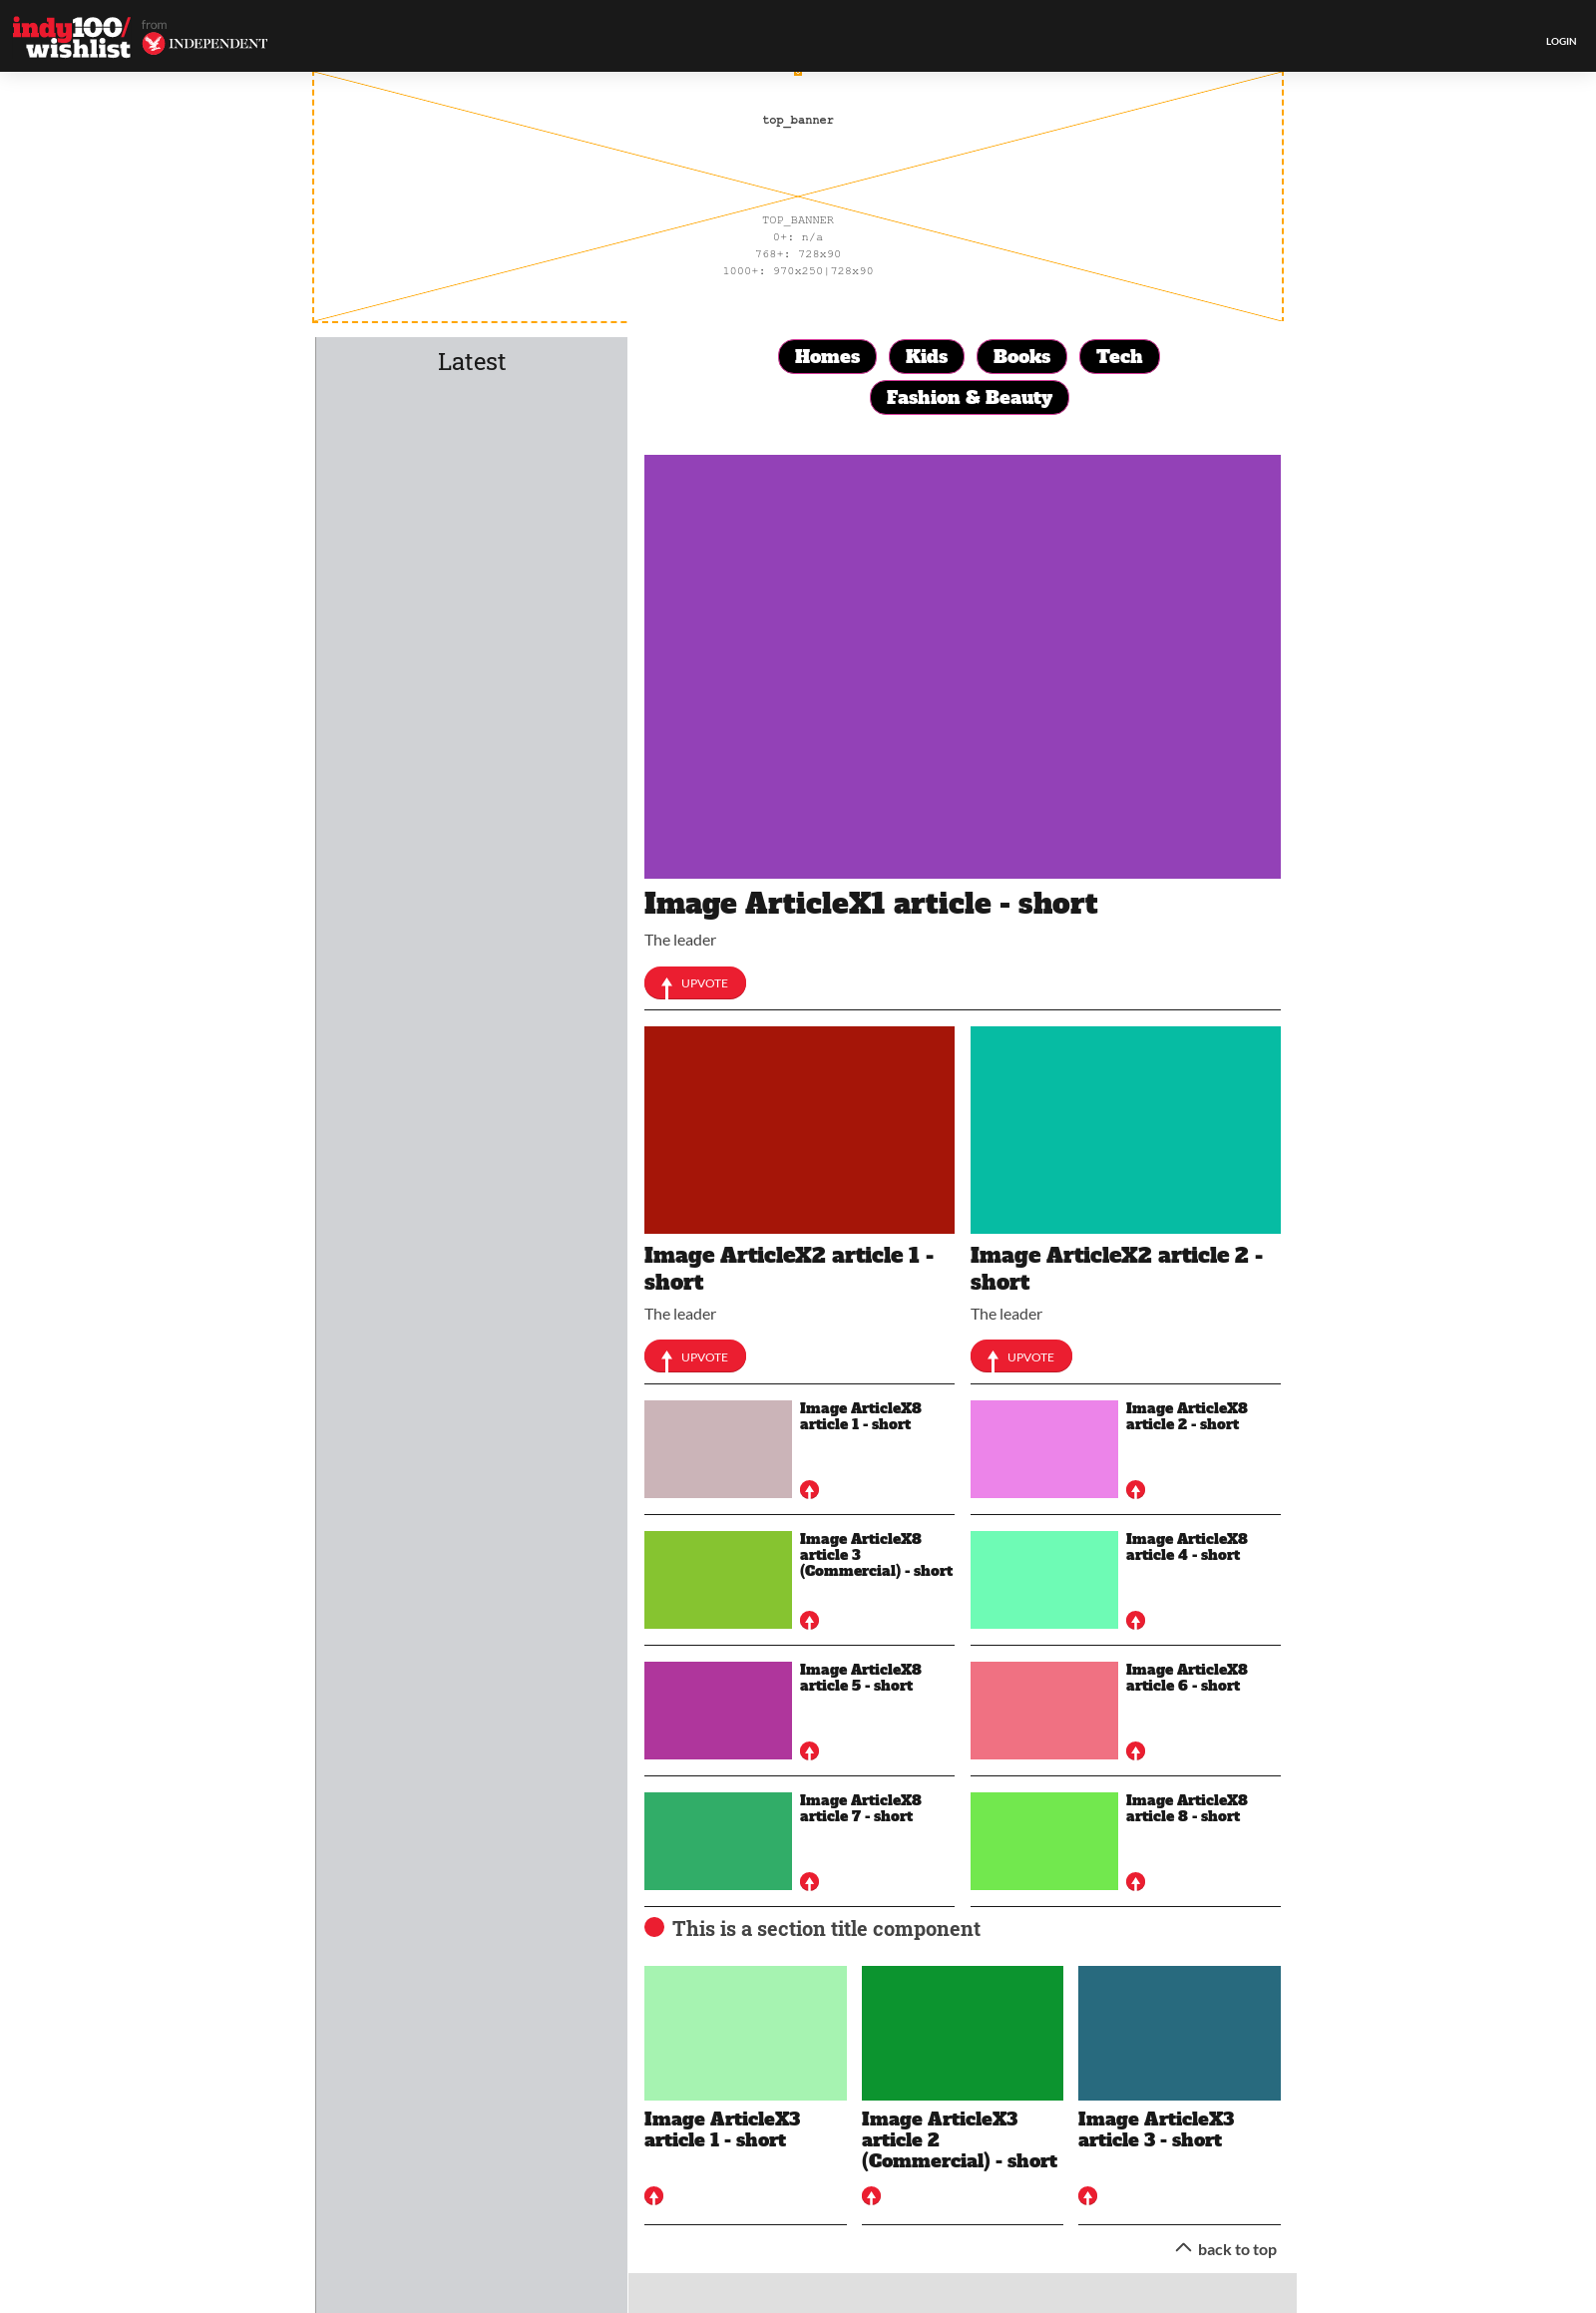 indy100/
wishlist
from
INDEPENDENT
LOGIN
top_banner
TOP_BANNER
0+: n/a
768+: 728x90
1000+: 970x250|728x90
Latest
Homes
Kids
Books
Tech
Fashion & Beauty
Image ArticleX1 article - short
The leader
UPVOTE
Image ArticleX2 article 1 -
short
The leader
UPVOTE
Image ArticleX2 article 2 -
short
The leader
UPVOTE
Image ArticleX8
article 1 - short
Image ArticleX8
article 2 - short
Image ArticleX8
article 3
(Commercial) - short
Image ArticleX8
article 4 - short
Image ArticleX8
article 5 - short
Image ArticleX8
article 6 - short
Image ArticleX8
article 7 - short
Image ArticleX8
article 8 - short
This is a section title component
Image ArticleX3
article 1 - short
Image ArticleX3
article 2
(Commercial) - short
Image ArticleX3
article 3 - short
back to top